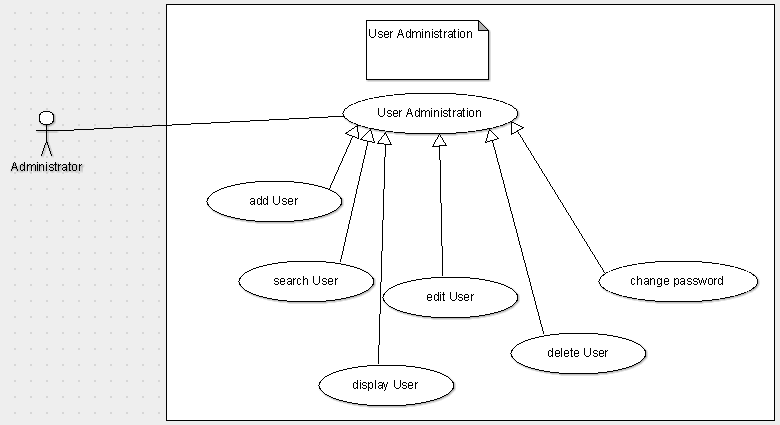 User Administration
User Administration
Administrator
add User
search User
edit User
change password
delete User
display User